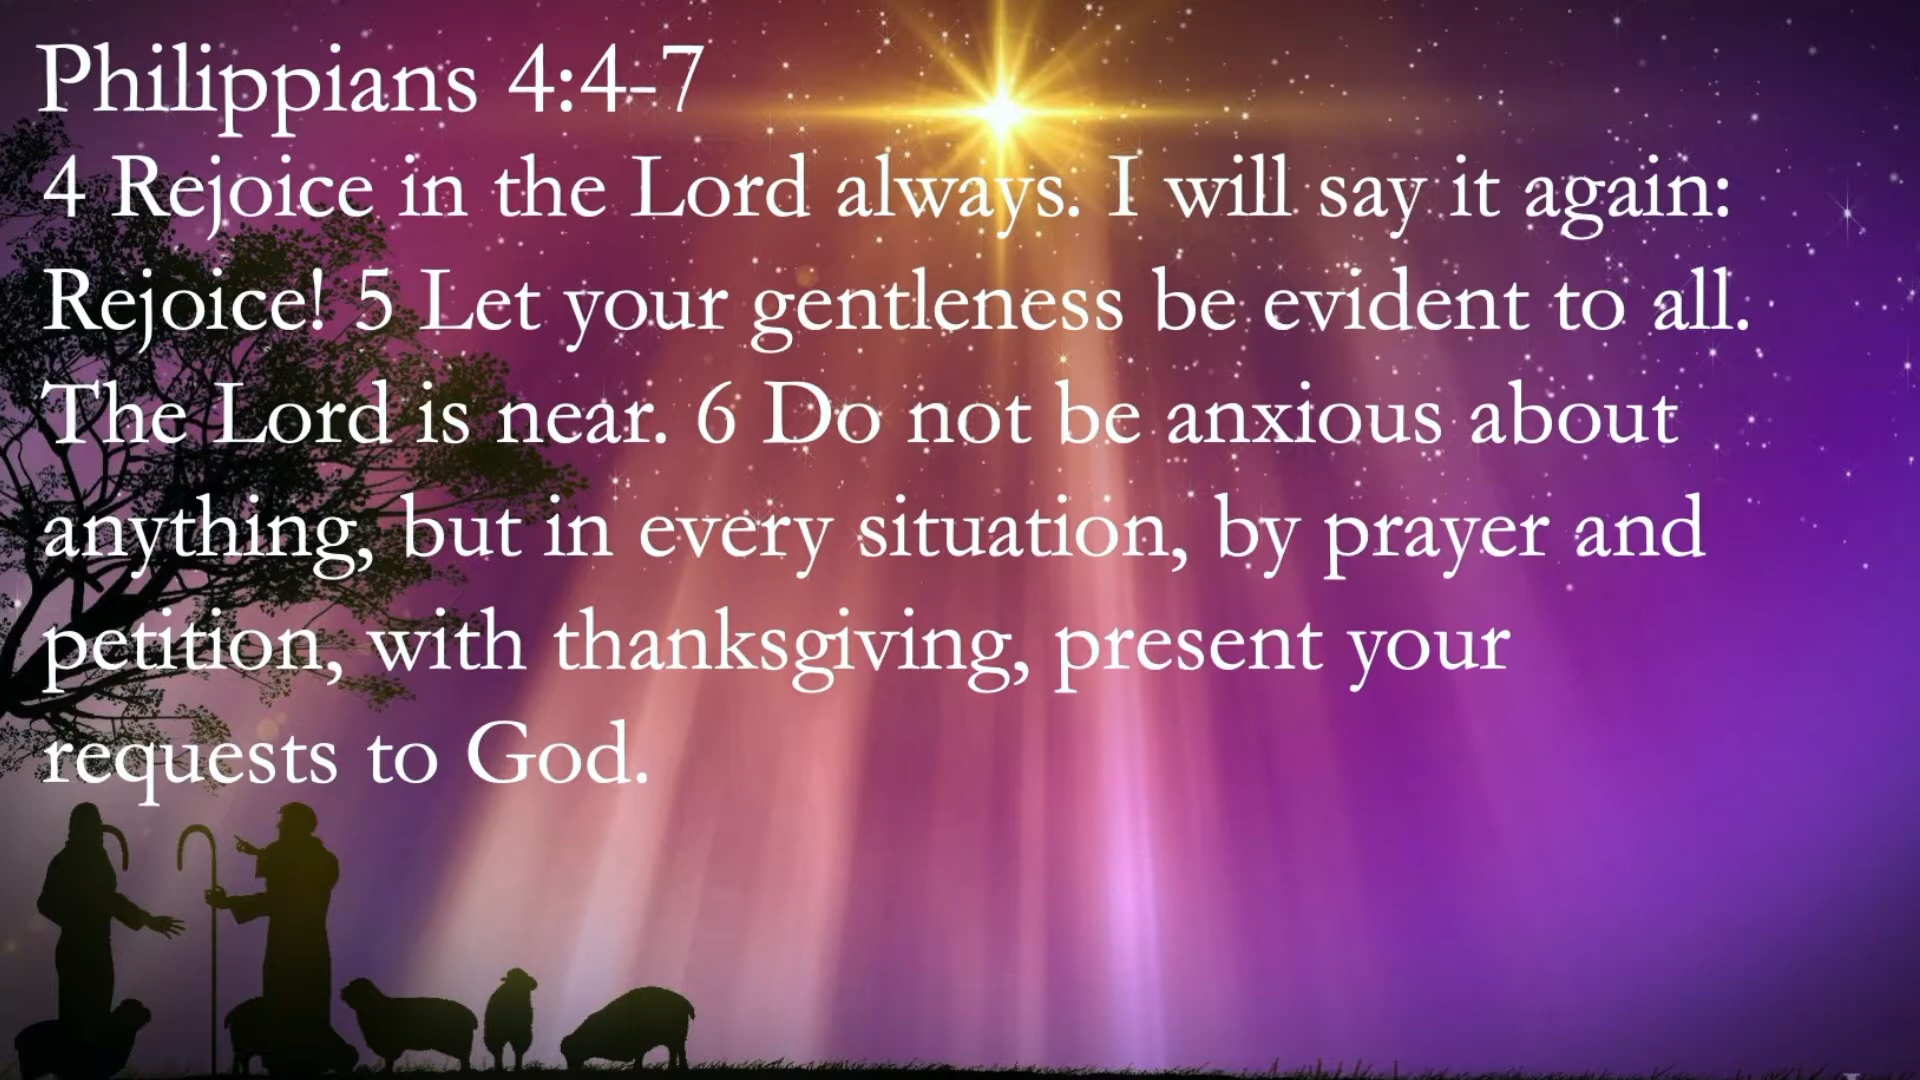 Philippians 4:4-7
4 Rejoice in the Lord always. I will say it again:
Rejoice! 5 Let your gentleness be evident to all.
The Lord is near. 6 Do not be anxious about
anything, but in every situation, by prayer and
petition, with thanksgiving, present your
requests to God.